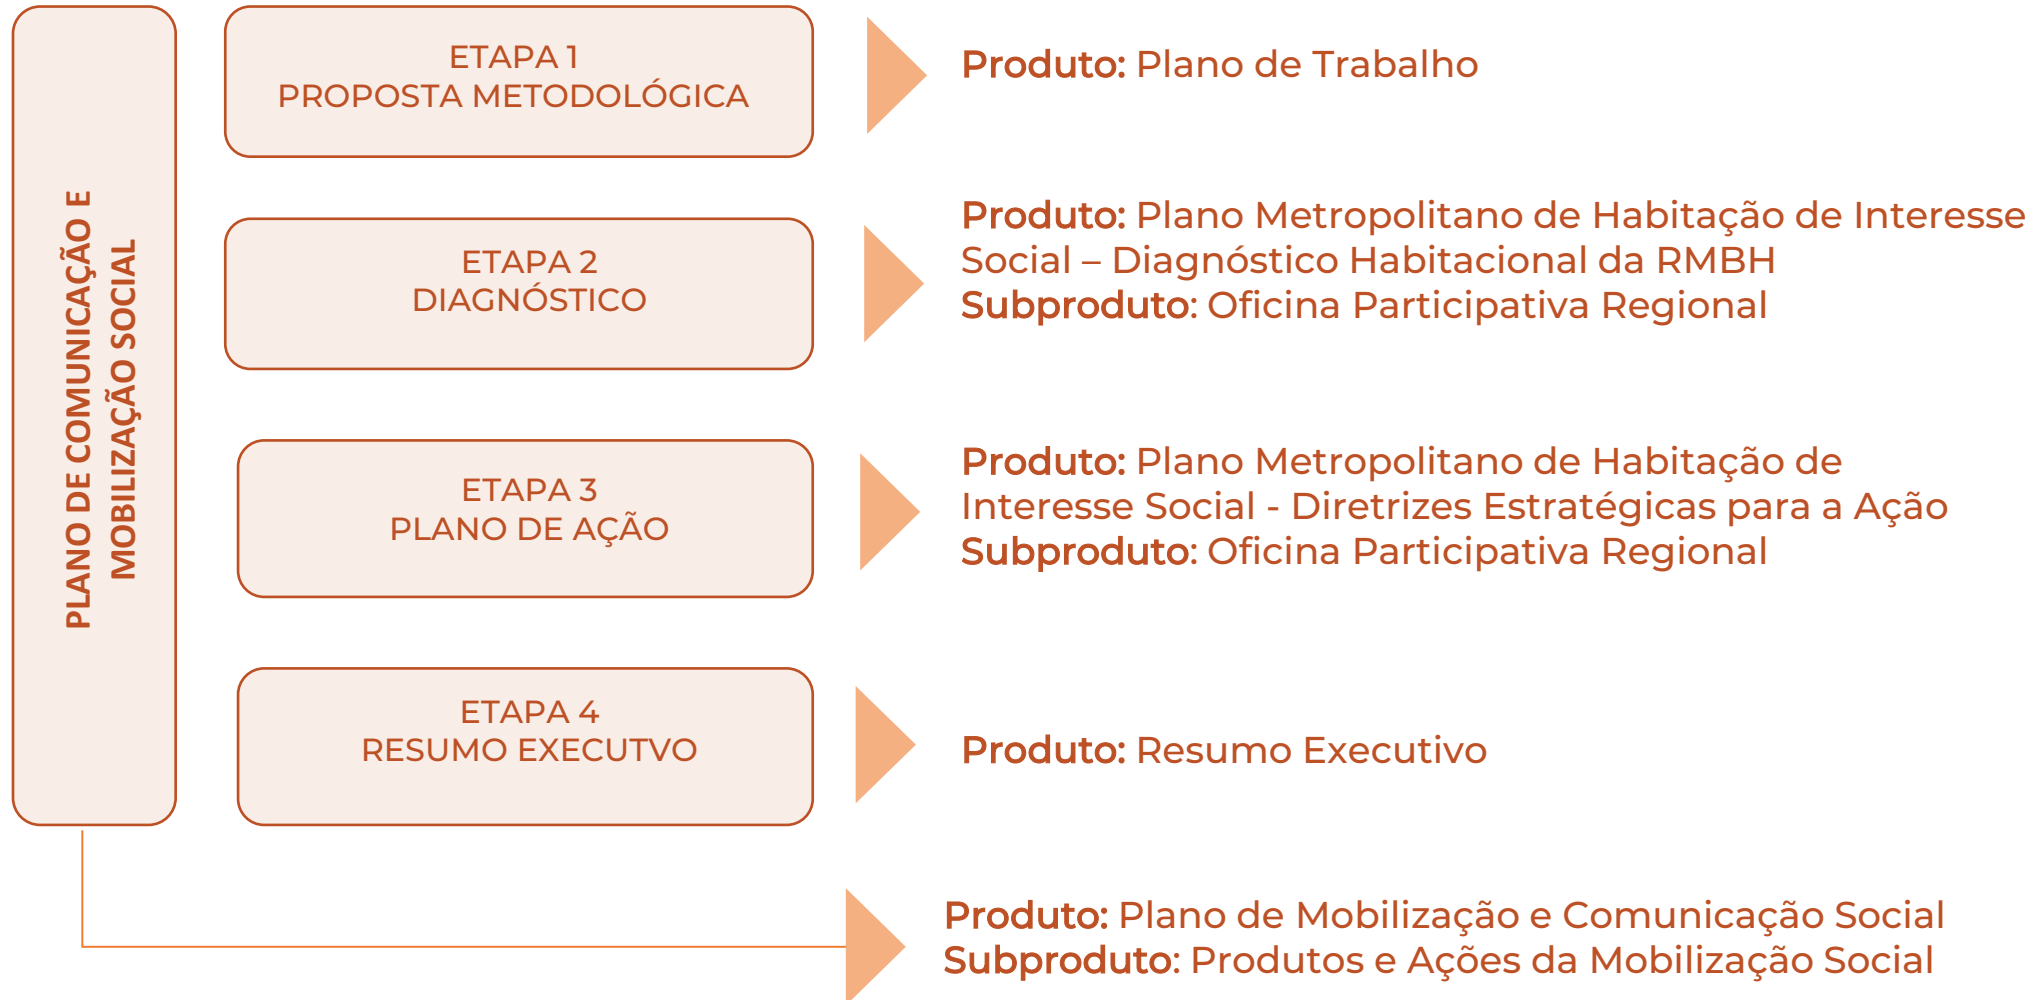 PLANO DE COMUNICAÇÃO E
MOBILIZAÇÃO SOCIAL
ETAPA 1
PROPOSTA METODOLÓGICA
Produto: Plano de Trabalho
ETAPA 2
DIAGNÓSTICO
Produto: Plano Metropolitano de Habitação de Interesse
Social – Diagnóstico Habitacional da RMBH
Subproduto: Oficina Participativa Regional
ETAPA 3
PLANO DE AÇÃO
Produto: Plano Metropolitano de Habitação de
Interesse Social - Diretrizes Estratégicas para a Ação
Subproduto: Oficina Participativa Regional
ETAPA 4
RESUMO EXECUTVO
Produto: Resumo Executivo
Produto: Plano de Mobilização e Comunicação Social
Subproduto: Produtos e Ações da Mobilização Social